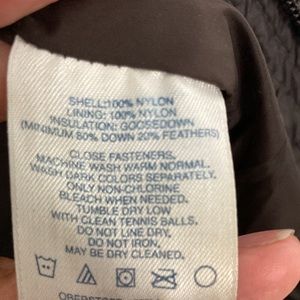 SHELL:100% NYLON
LINING: 100% NYLON
INSULATION: GOOSEDOWN
(MINIMUM 80% DOWN 20% FEATHERS)
CLOSE FASTENERS.
MACHINE WASH WARM NORMAL.
WASH DARK COLORS SEPARATELY.
ONLY NON-CHLORINE
BLEACH WHEN NEEDED.
TUMBLE DRY LOW
WITH CLEAN TENNIS BALLS.
DO NOT LINE DRY.
DO NOT IRON.
MAY BE DRY CLEANED.